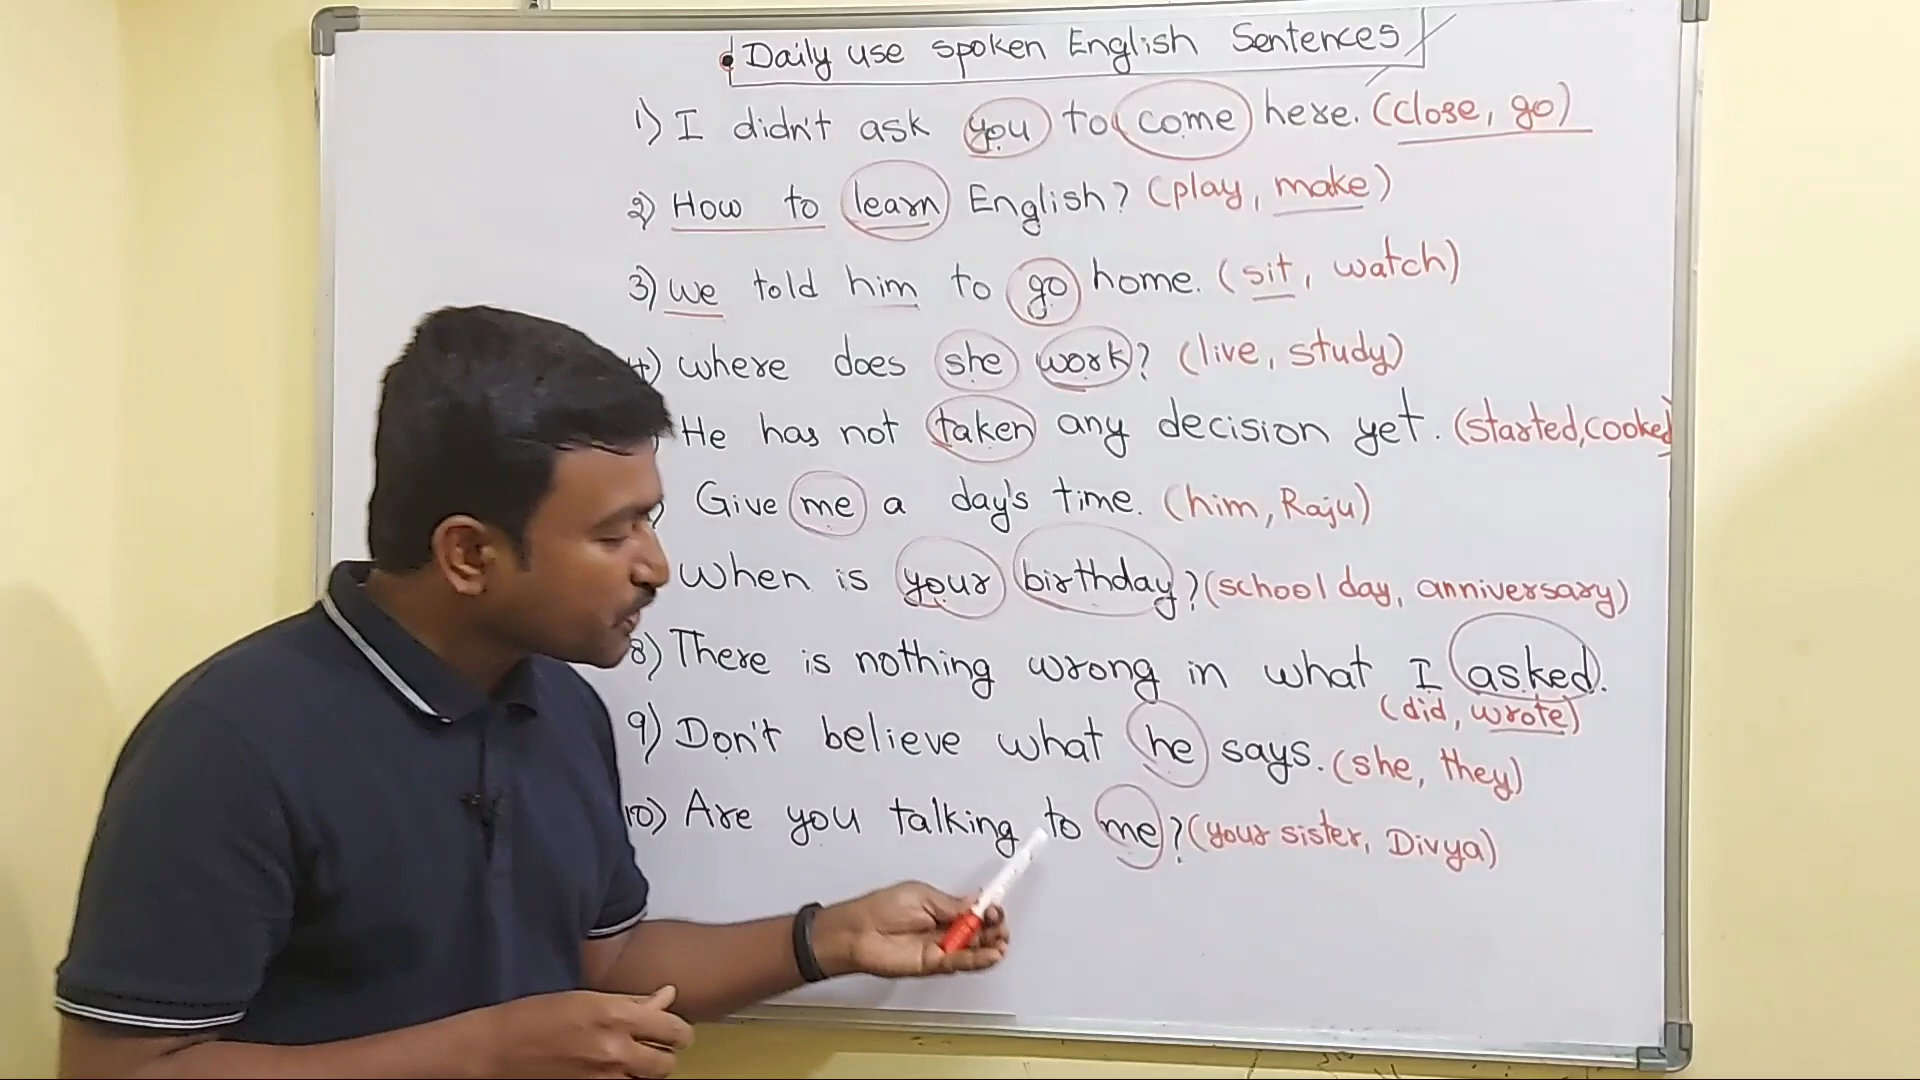 Daily use spoken English Sentences
1) I didn't ask you to come here. (close, go)
2) How to learn English? (play, make)
3) we told him to go home. (sit, watch)
4) where does she work? (live, study)
He has not taken any decision yet. (started, cooked)
Give me a day's time. (him, Raju)
When is your birthday? (school day, anniversary)
8) There is nothing wrong in what I asked.
(did, wrote)
9) Don't believe what he says. (she, they)
10) Are you talking to me? (your sister, Divya)